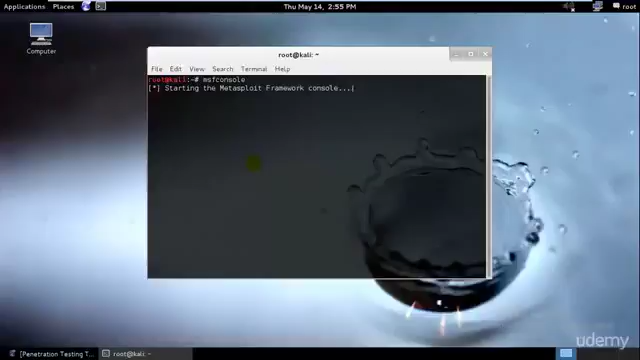 Applications Places
Thu May 14, 2:55 PM
root
Computer
root@kali: ~
File Edit View Search Terminal Help
root@kali:~# msfconsole
[*] Starting the Metasploit Framework console...|
[Penetration Testing T...
root@kali: ~
udemy